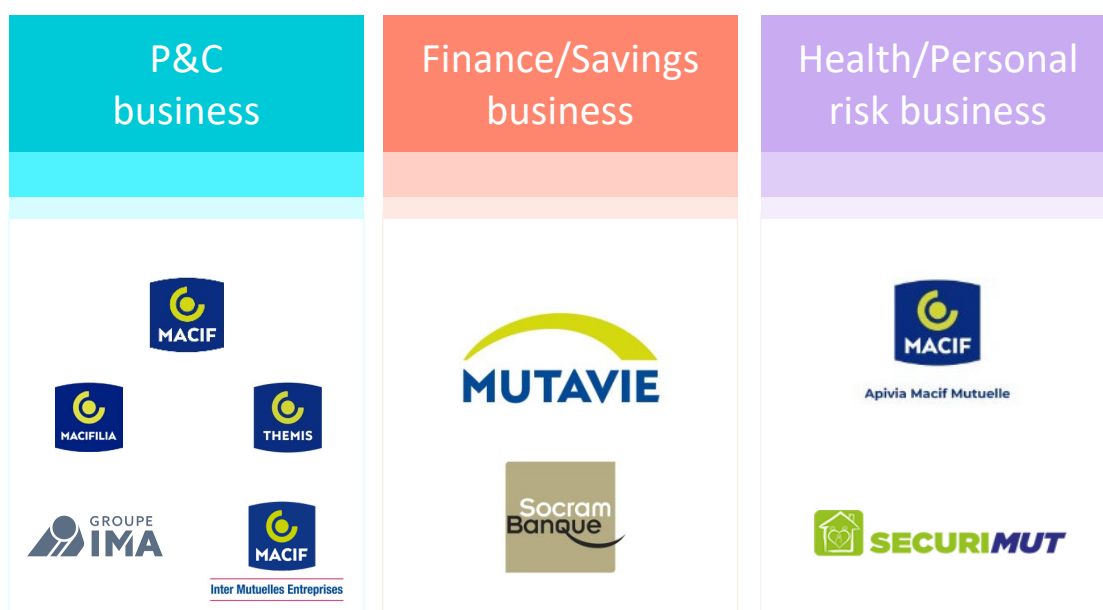 P&C
business
Finance/Savings
business
Health/Personal
risk business
MACIF
MACIFILIA
THEMIS
GROUPE
IMA
MACIF
Inter Mutuelles Entreprises
MUTAVIE
Socram
Banque
MACIF
Apivia Macif Mutuelle
SECURIMUT